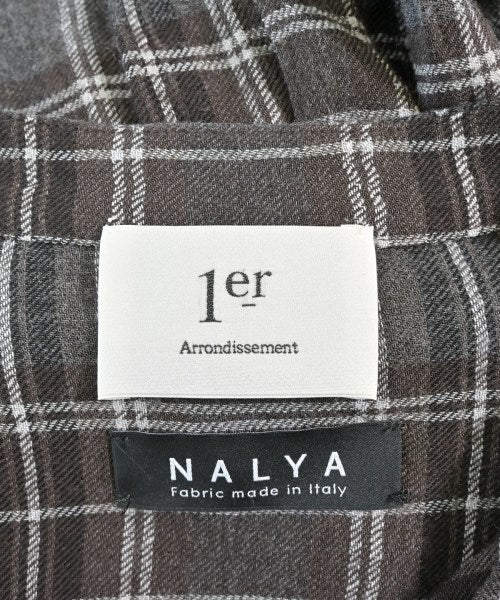 1er
Arrondissement
NALYA
Fabric made in Italy